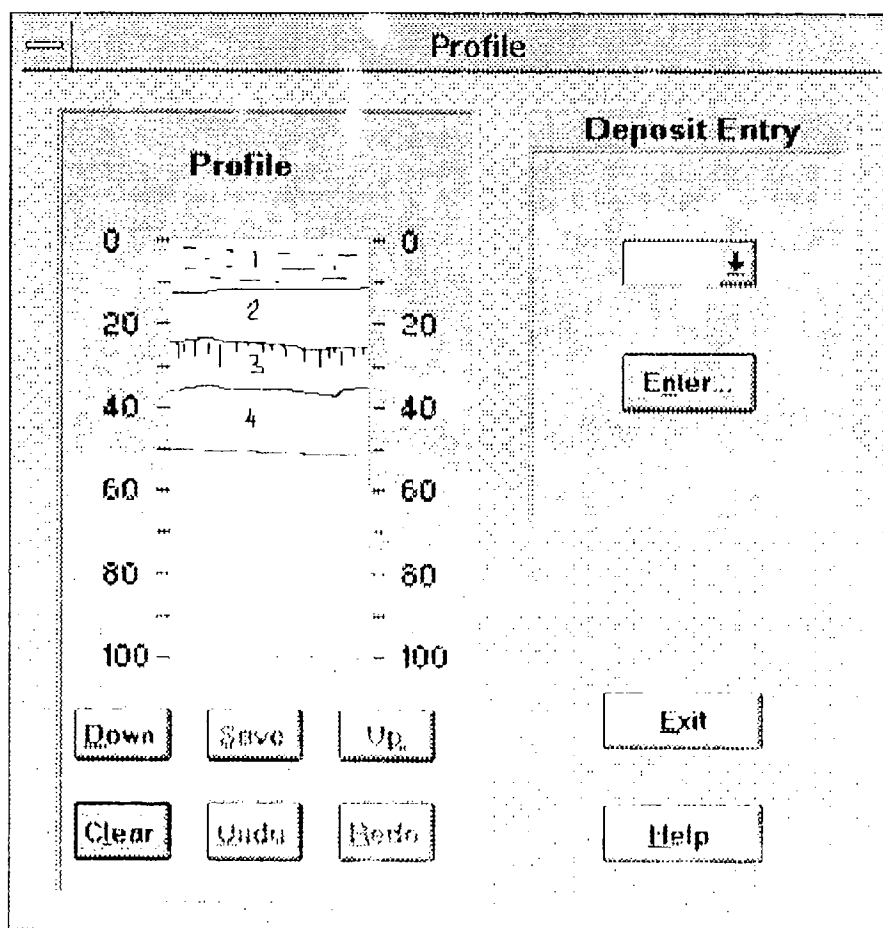 Profile
Deposit Entry
Profile
0 0
1
2
20 20
3
Enter...
40 40
4
60 60
80 80
100 100
Down Save Up
Exit
Clear Undo Redo
Help